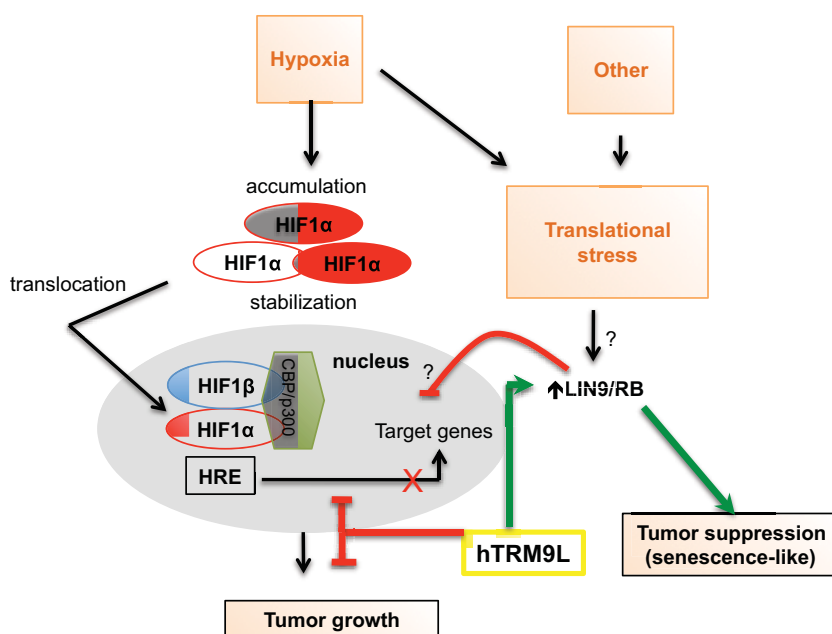 Hypoxia
Other
accumulation
HIF1α
HIF1α
HIF1α
translocation
stabilization
Translational
stress
?
nucleus
?
HIF1β
CBP/p300
HIF1α
LIN9/RB
Target genes
HRE
X
hTRM9L
Tumor suppression
(senescence-like)
Tumor growth